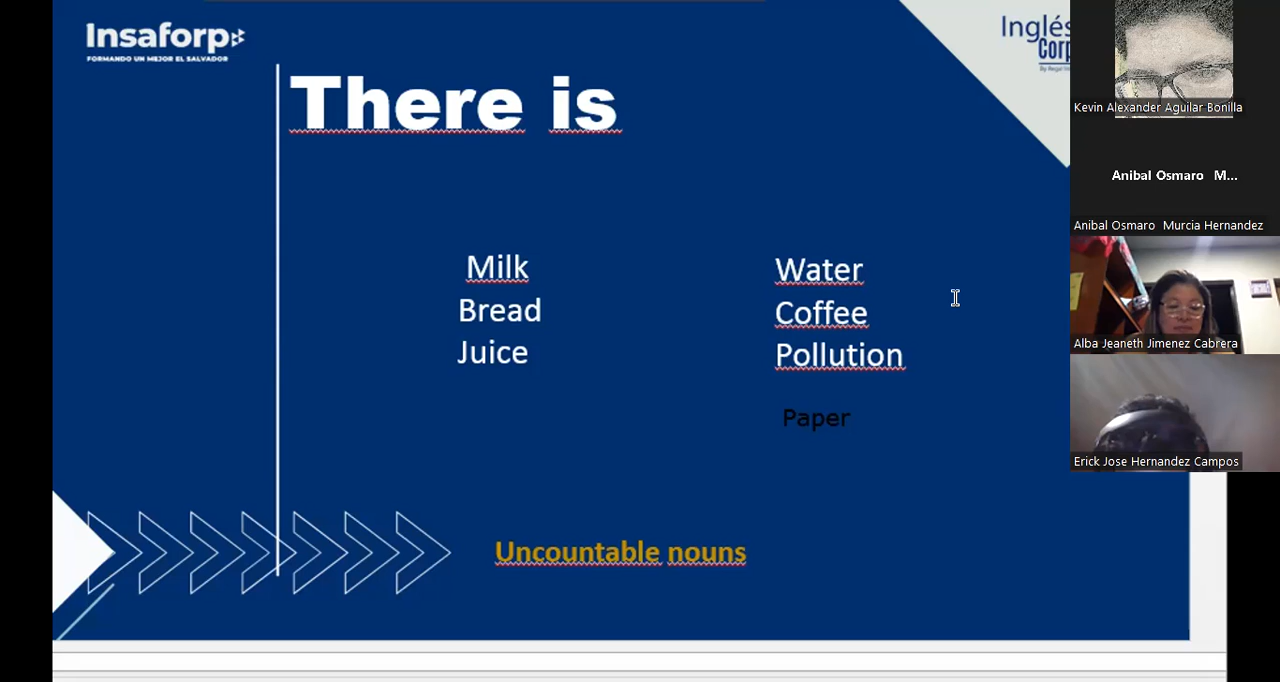 Insaforp
FORMANDO UN MEJOR EL SALVADOR
Inglés
Corp
There is
Milk
Bread
Juice
Water
Coffee
Pollution
Paper
Uncountable nouns
Kevin Alexander Aguilar Bonilla
Anibal Osmaro M...
Anibal Osmaro Murcia Hernandez
Alba Jeaneth Jimenez Cabrera
Erick Jose Hernandez Campos